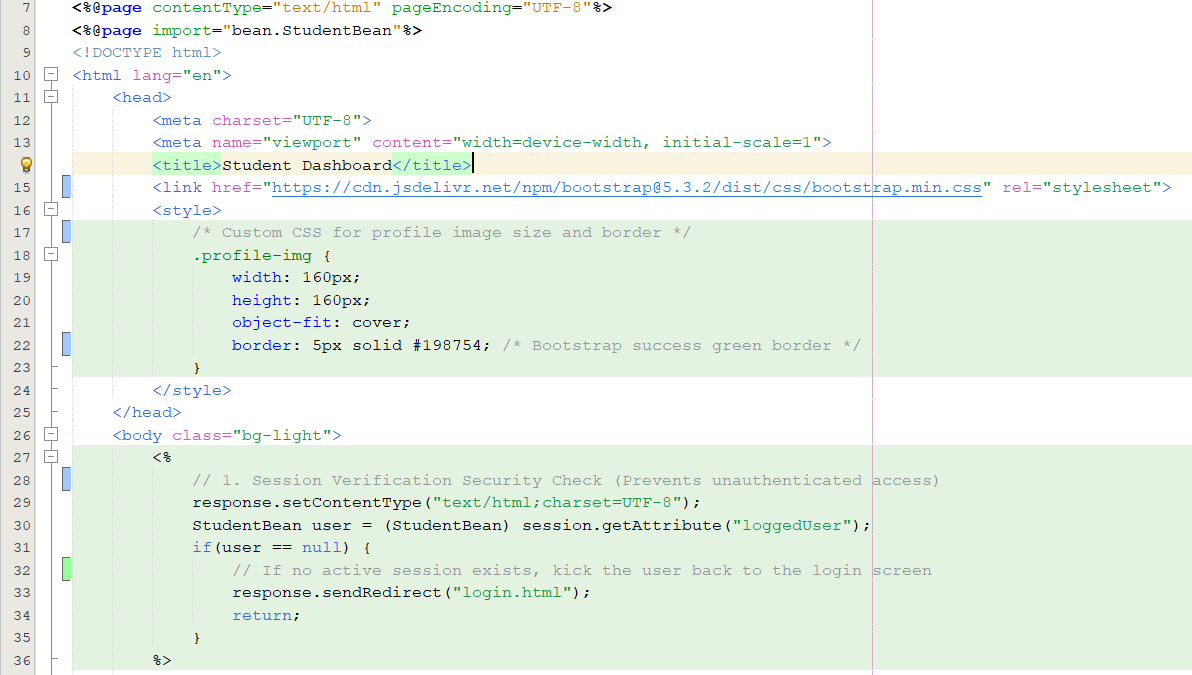 7 <%@page contentType="text/html" pageEncoding="UTF-8"%>
8 <%@page import="bean.StudentBean"%>
9 <!DOCTYPE html>
10 <html lang="en">
11 <head>
12 <meta charset="UTF-8">
13 <meta name="viewport" content="width=device-width, initial-scale=1">
<title>Student Dashboard</title>
15 <link href="https://cdn.jsdelivr.net/npm/bootstrap@5.3.2/dist/css/bootstrap.min.css" rel="stylesheet">
16 <style>
17 /* Custom CSS for profile image size and border */
18 .profile-img {
19 width: 160px;
20 height: 160px;
21 object-fit: cover;
22 border: 5px solid #198754; /* Bootstrap success green border */
23 }
24 </style>
25 </head>
26 <body class="bg-light">
27 <%
28 // 1. Session Verification Security Check (Prevents unauthenticated access)
29 response.setContentType("text/html;charset=UTF-8");
30 StudentBean user = (StudentBean) session.getAttribute("loggedUser");
31 if(user == null) {
32 // If no active session exists, kick the user back to the login screen
33 response.sendRedirect("login.html");
34 return;
35 }
36 %>